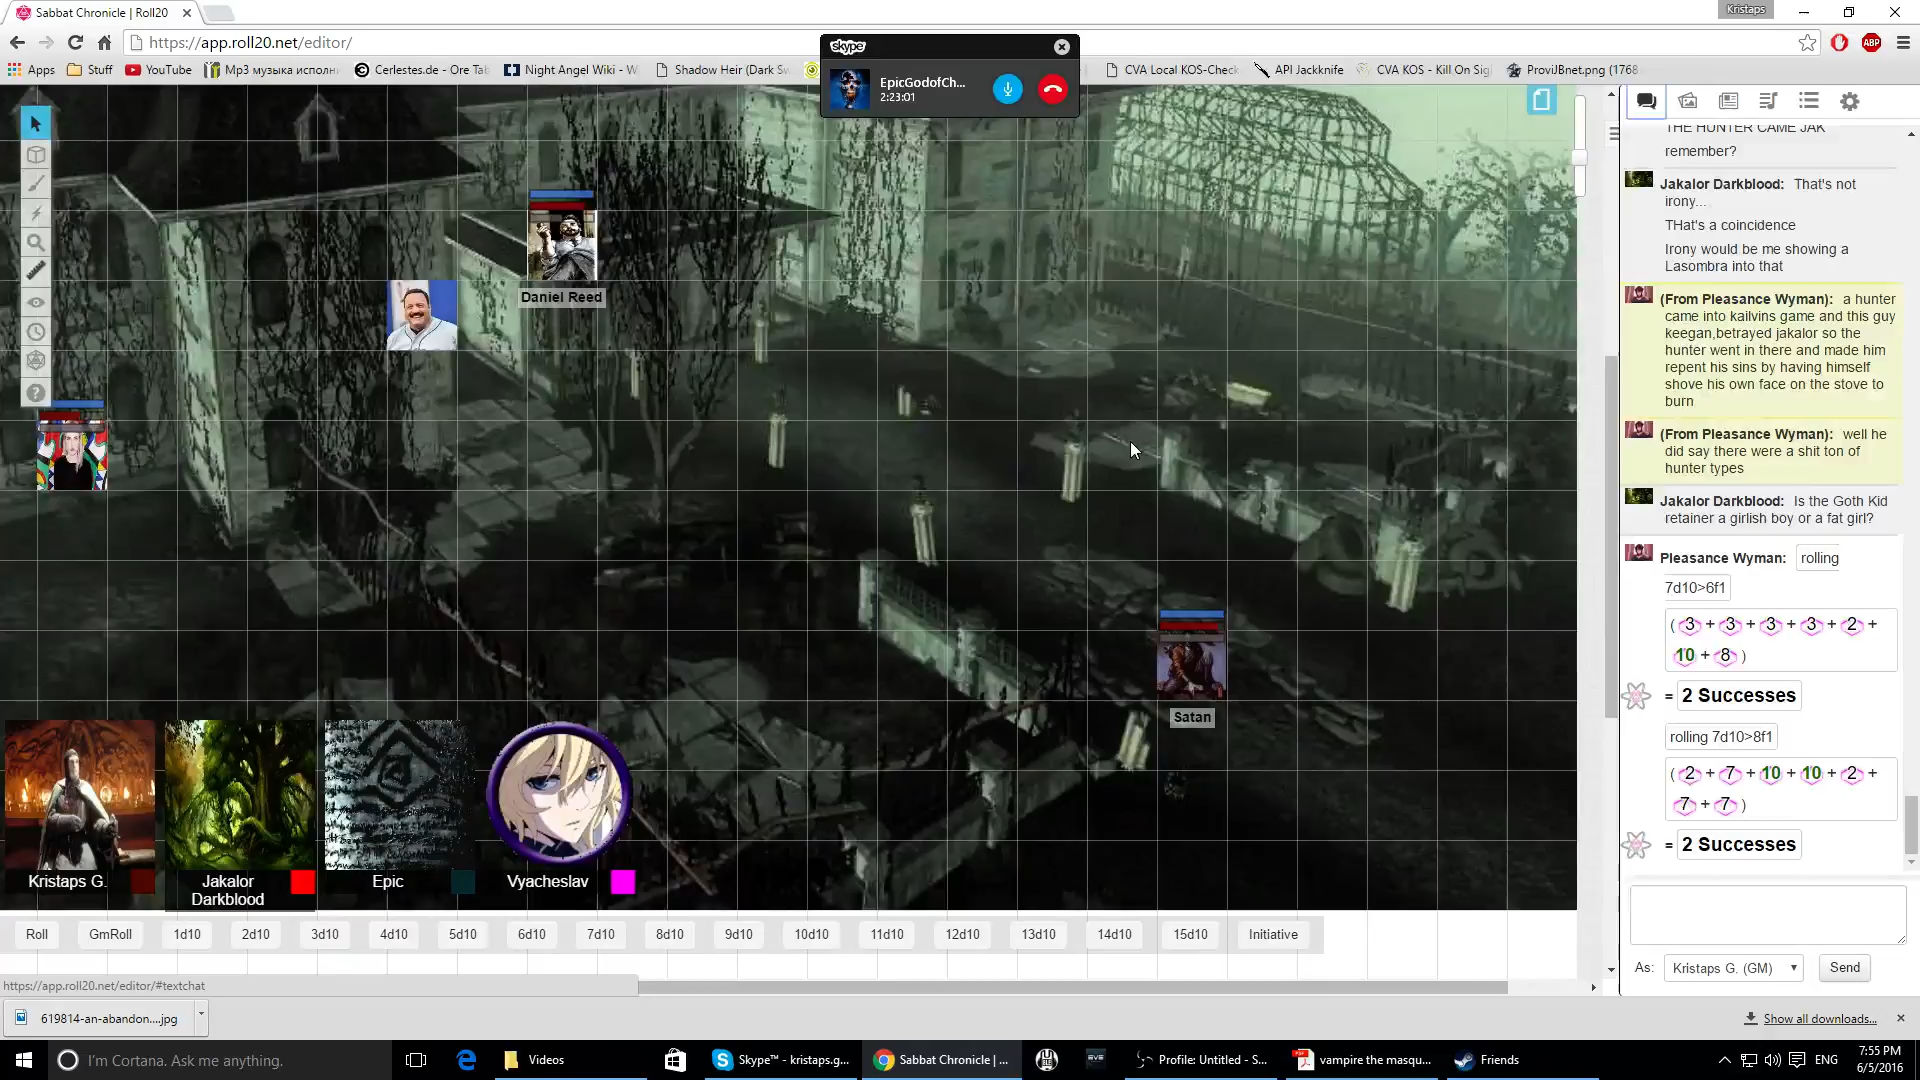 Sabbat Chronicle | Roll20
Kristaps
https://app.roll20.net/editor/
Apps
Stuff
YouTube
Mp3 музыка исполн
Cerlestes.de - Ore Tab
Night Angel Wiki - W
Shadow Heir (Dark Sw
CVA Local KOS-Check
API Jackknife
CVA KOS - Kill On Sig
ProviJBnet.png (1768
ABP
skype
EpicGodofCh...
2:23:01
Daniel Reed
Satan
Kristaps G.
Jakalor
Darkblood
Epic
Vyacheslav
THE HUNTER CAME JAK
remember?
Jakalor Darkblood: That's not
irony...
THat's a coincidence
Irony would be me showing a
Lasombra into that
(From Pleasance Wyman): a hunter
came into kailvins game and this guy
keegan,betrayed jakalor so the
hunter went in there and made him
repent his sins by having himself
shove his own face on the stove to
burn
(From Pleasance Wyman): well he
did say there were a shit ton of
hunter types
Jakalor Darkblood: Is the Goth Kid
retainer a girlish boy or a fat girl?
Pleasance Wyman: rolling
7d10>6f1
( 3 + 3 + 3 + 3 + 2 +
10 + 8 )
= 2 Successes
rolling 7d10>8f1
( 2 + 7 + 10 + 10 + 2 +
7 + 7 )
= 2 Successes
As: Kristaps G. (GM) Send
Roll GmRoll 1d10 2d10 3d10 4d10 5d10 6d10 7d10 8d10 9d10 10d10 11d10 12d10 13d10 14d10 15d10 Initiative
https://app.roll20.net/editor/#textchat
619814-an-abandon....jpg
Show all downloads...
I'm Cortana. Ask me anything.
Videos
Skype™ - kristaps.g...
Sabbat Chronicle | ...
EVE
Profile: Untitled - S...
vampire the masqu...
Friends
ENG
7:55 PM
6/5/2016